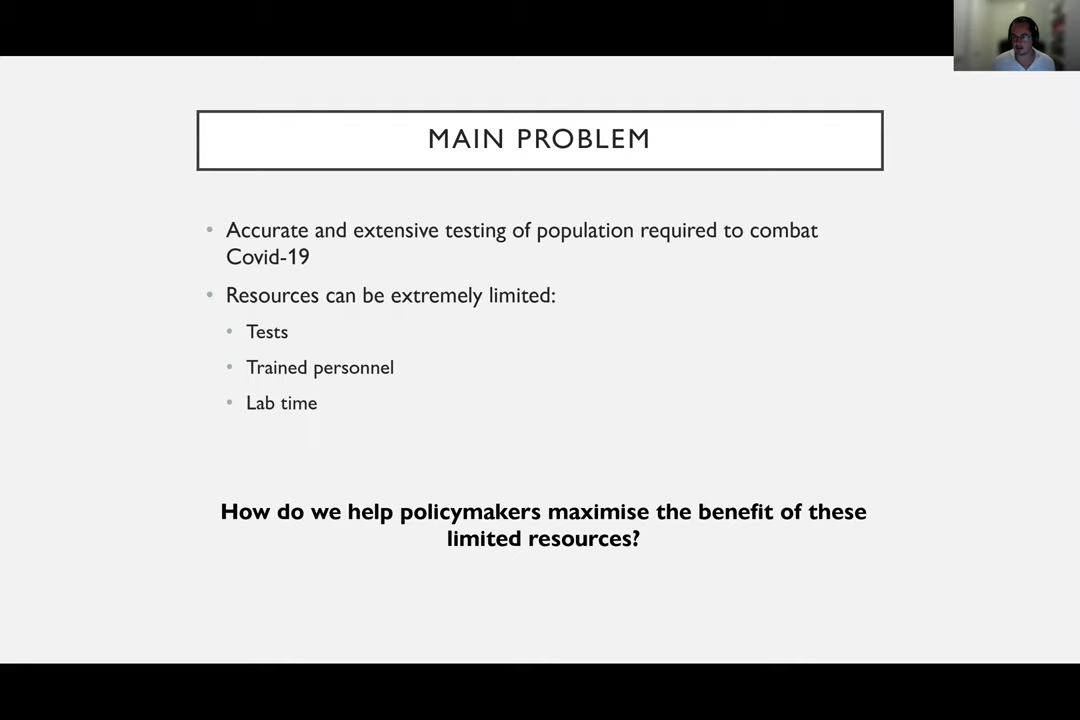 MAIN PROBLEM
• Accurate and extensive testing of population required to combat
Covid-19
• Resources can be extremely limited:
• Tests
• Trained personnel
• Lab time
How do we help policymakers maximise the benefit of these
limited resources?